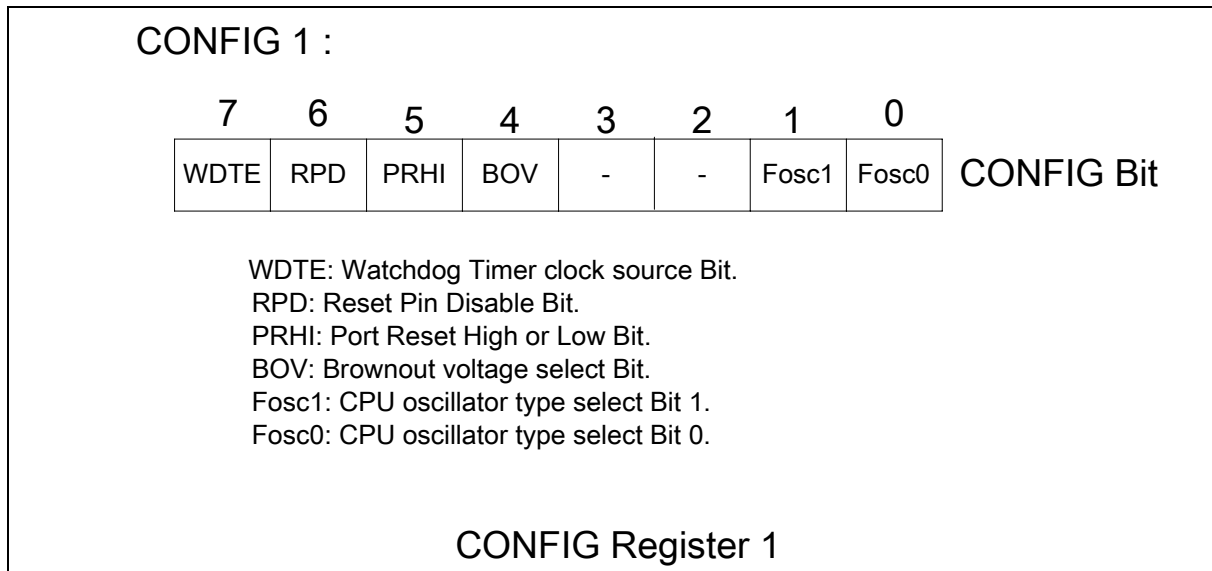 CONFIG 1 :
7 6 5 4 3 2 1 0
WDTE RPD PRHI BOV - - Fosc1 Fosc0 CONFIG Bit
WDTE: Watchdog Timer clock source Bit.
RPD: Reset Pin Disable Bit.
PRHI: Port Reset High or Low Bit.
BOV: Brownout voltage select Bit.
Fosc1: CPU oscillator type select Bit 1.
Fosc0: CPU oscillator type select Bit 0.
CONFIG Register 1